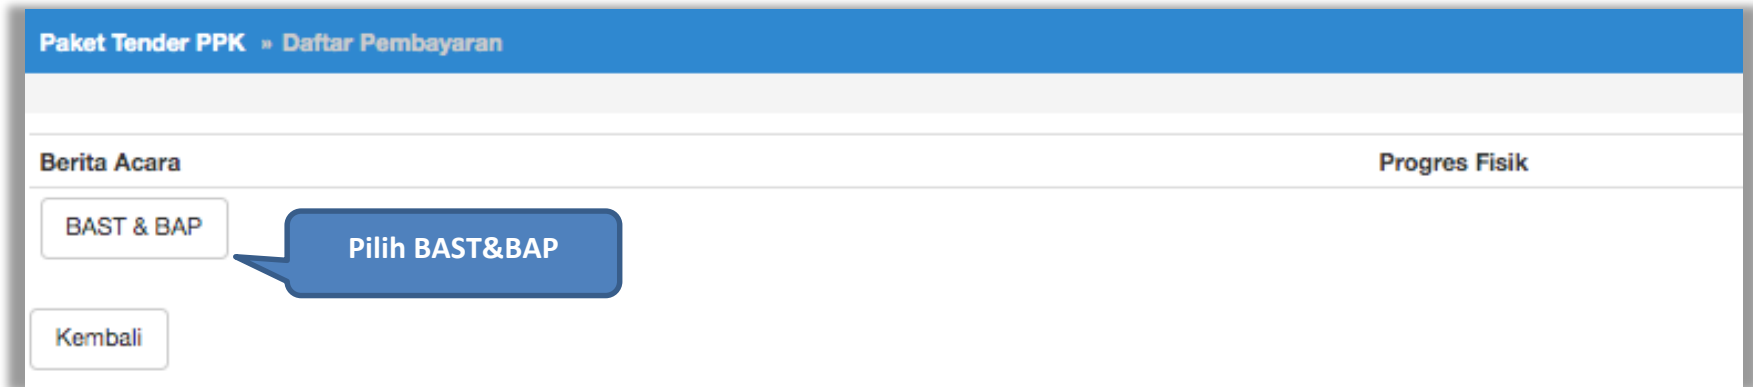 Paket Tender PPK » Daftar Pembayaran
Berita Acara Progres Fisik
BAST & BAP
Pilih BAST&BAP
Kembali